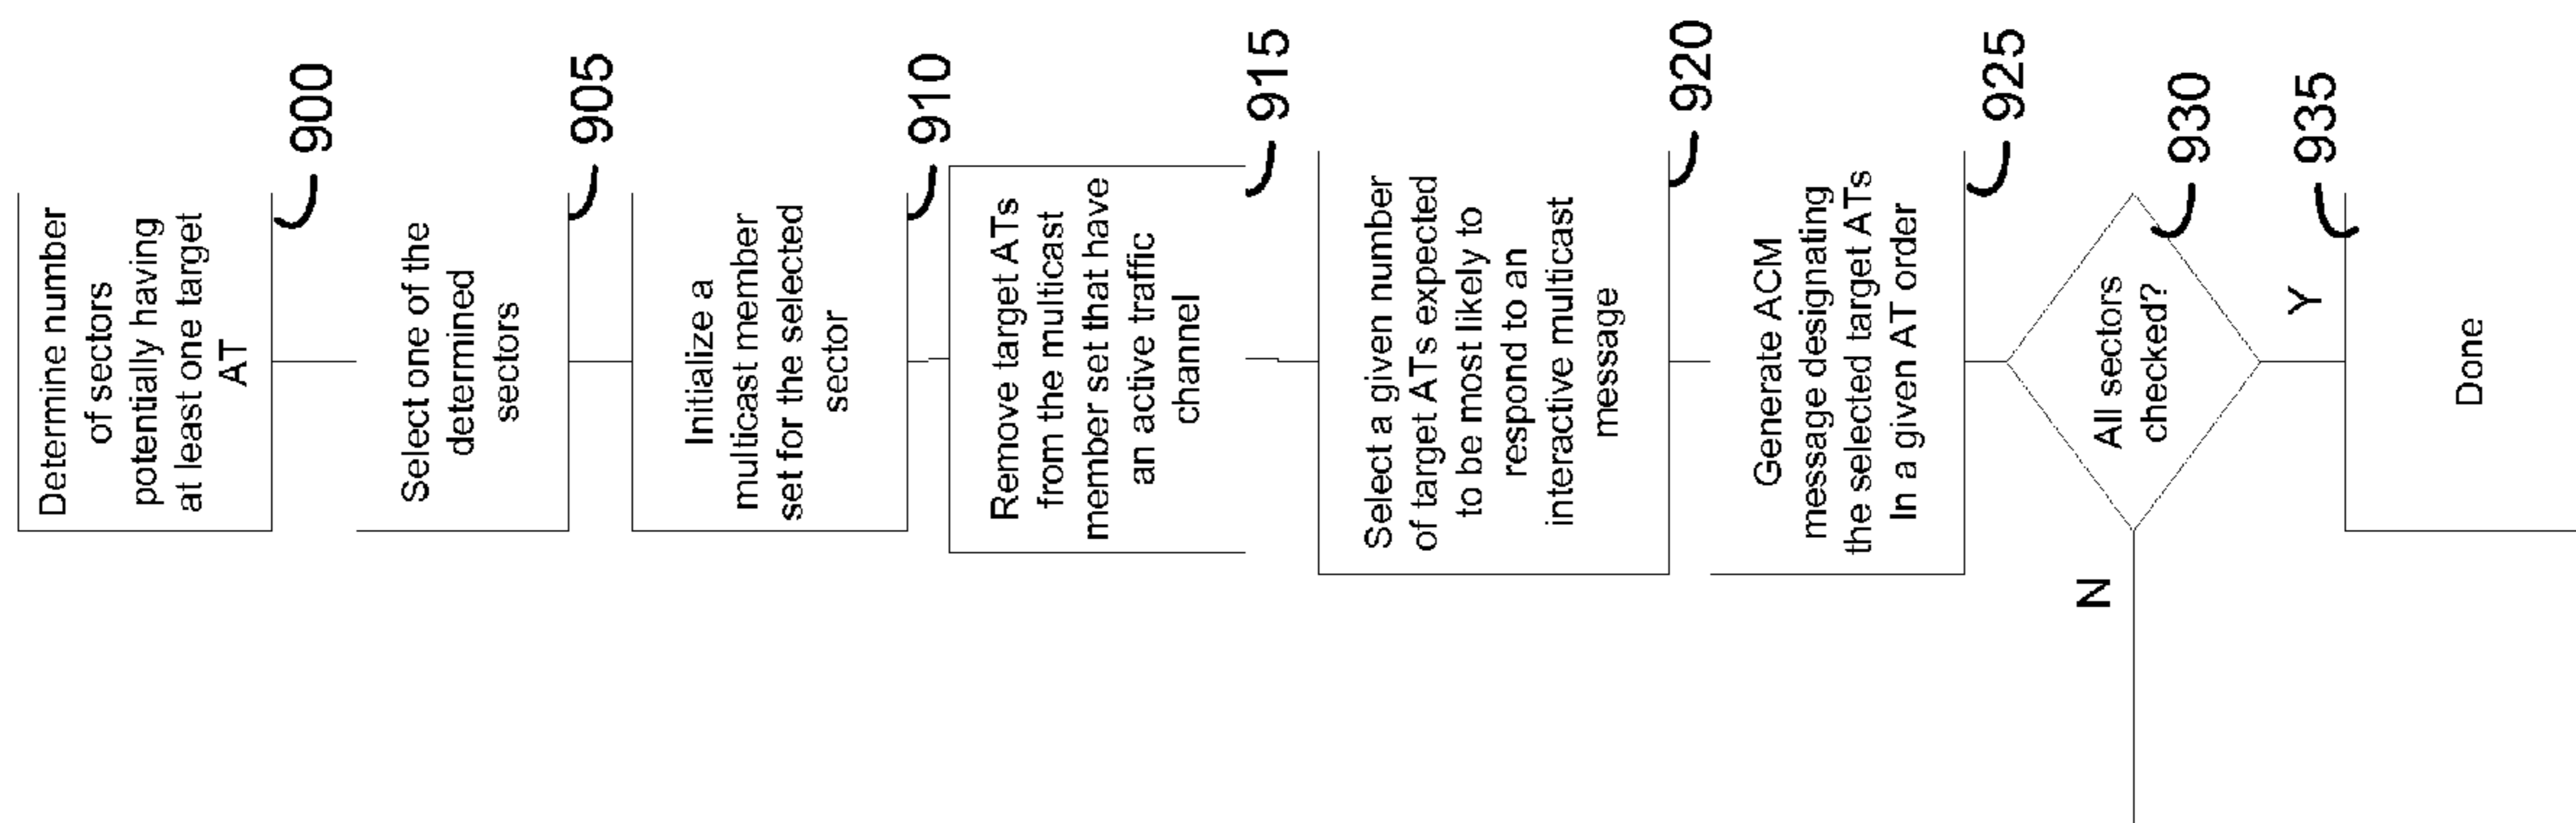 Determine number
of sectors
potentially having
at least one target
AT
900
Select one of the
determined
sectors
905
Initialize a
multicast member
set for the selected
sector
910
Remove target ATs
from the multicast
member set that have
an active traffic
channel
915
Select a given number
of target ATs expected
to be most likely to
respond to an
interactive multicast
message
920
Generate ACM
message designating
the selected target ATs
In a given AT order
925
All sectors
checked?
930
N
Y
935
Done